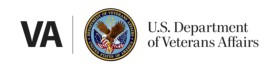 VA
U.S. Department
of Veterans Affairs